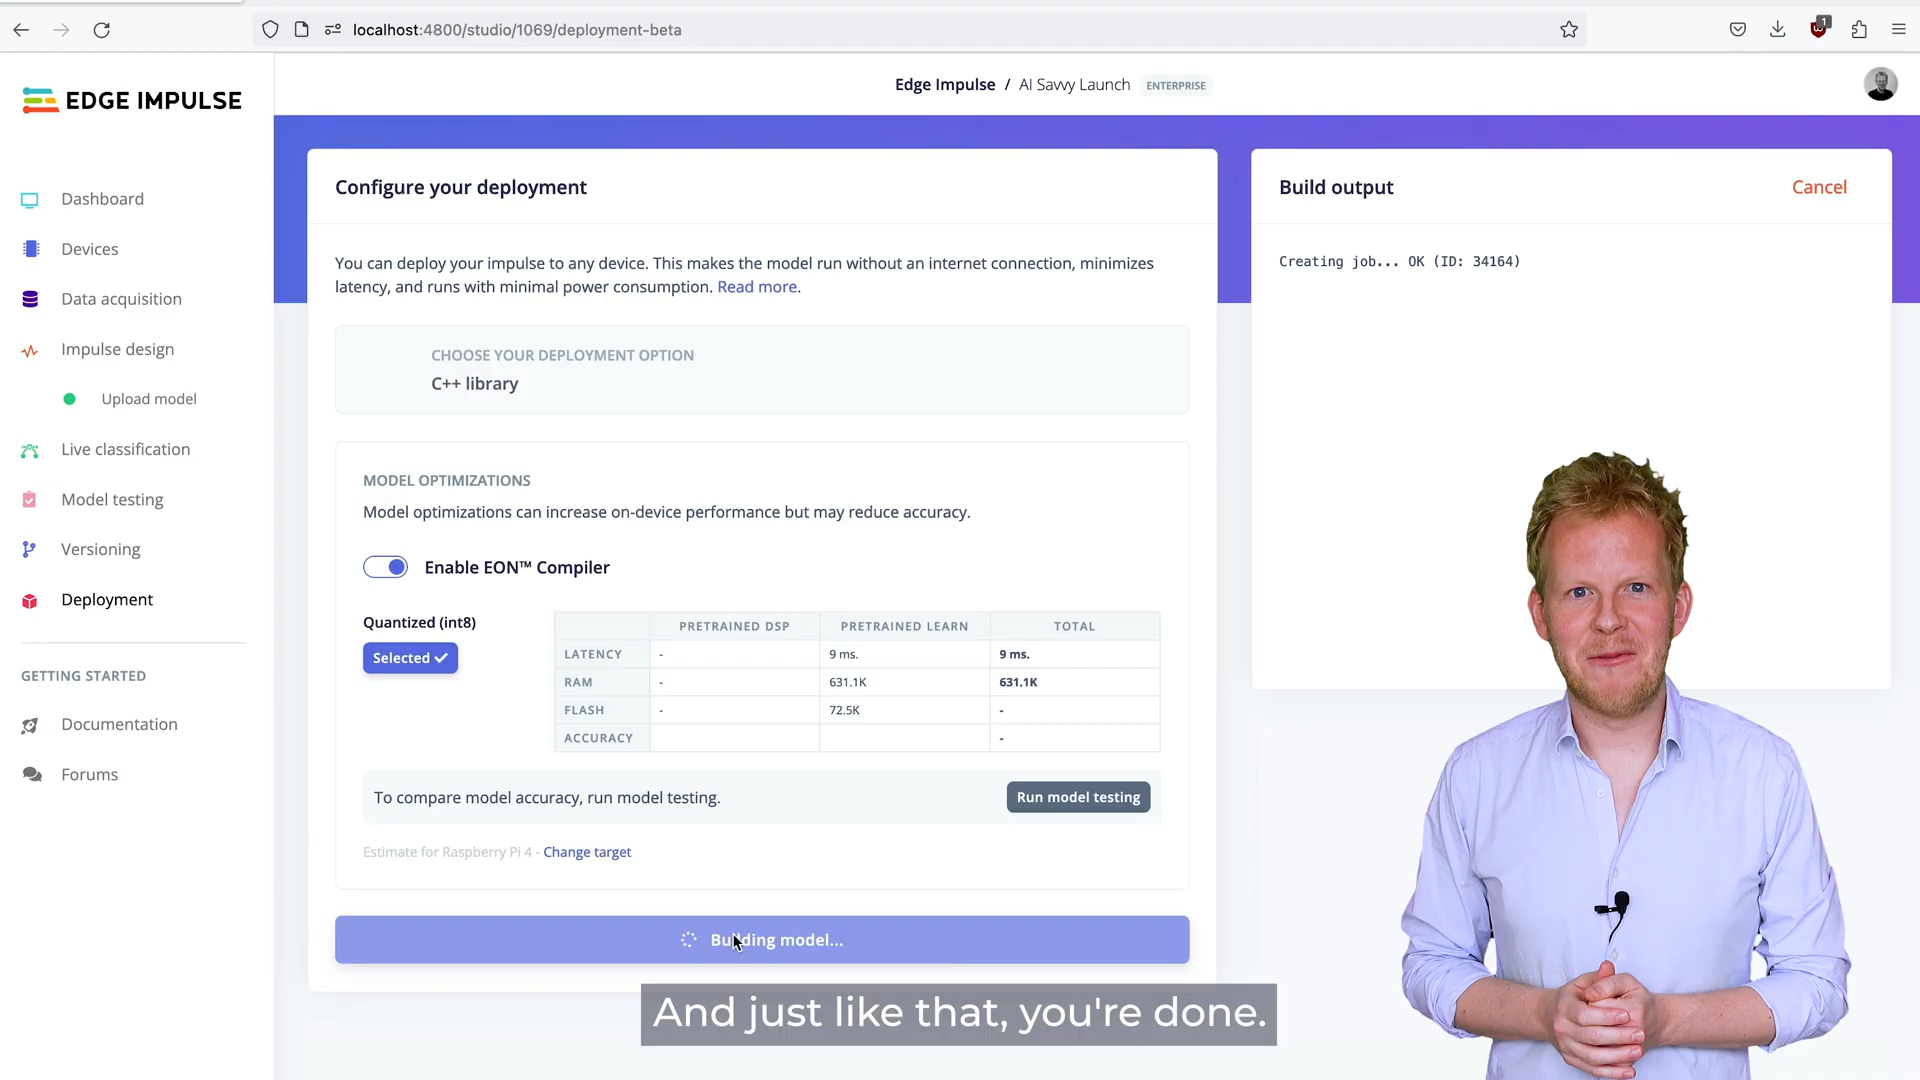 localhost:4800/studio/1069/deployment-beta
1
EDGE IMPULSE
Edge Impulse / AI Savvy Launch ENTERPRISE
Dashboard
Devices
Data acquisition
Impulse design
Upload model
Live classification
Model testing
Versioning
Deployment
GETTING STARTED
Documentation
Forums
Configure your deployment
You can deploy your impulse to any device. This makes the model run without an internet connection, minimizes
latency, and runs with minimal power consumption. Read more.
CHOOSE YOUR DEPLOYMENT OPTION
C++ library
MODEL OPTIMIZATIONS
Model optimizations can increase on-device performance but may reduce accuracy.
Enable EON™ Compiler
Quantized (int8)
Selected
PRETRAINED DSP PRETRAINED LEARN TOTAL
LATENCY - 9 ms. 9 ms.
RAM - 631.1K 631.1K
FLASH - 72.5K -
ACCURACY -
To compare model accuracy, run model testing.
Run model testing
Estimate for Raspberry Pi 4 - Change target
Building model...
Build output
Cancel
Creating job... OK (ID: 34164)
And just like that, you're done.